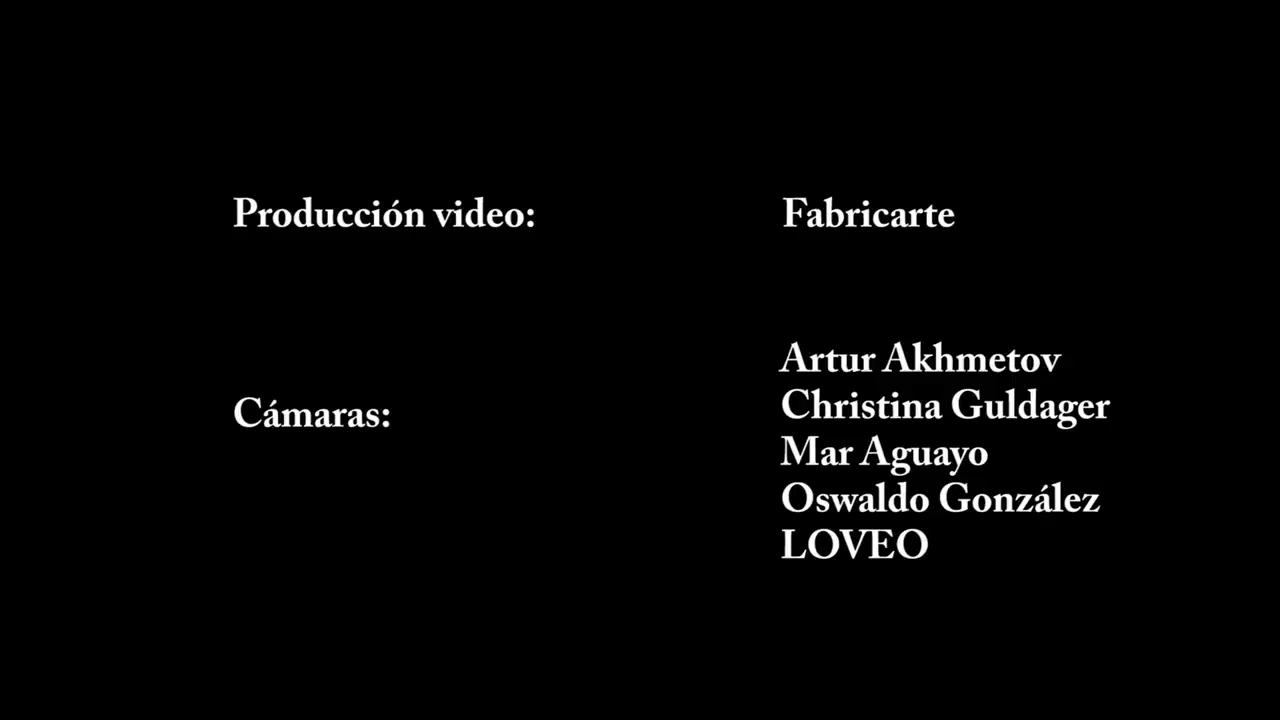 Producción video: Fabricarte
Cámaras:
Artur Akhmetov
Christina Guldager
Mar Aguayo
Oswaldo González
LOVEO